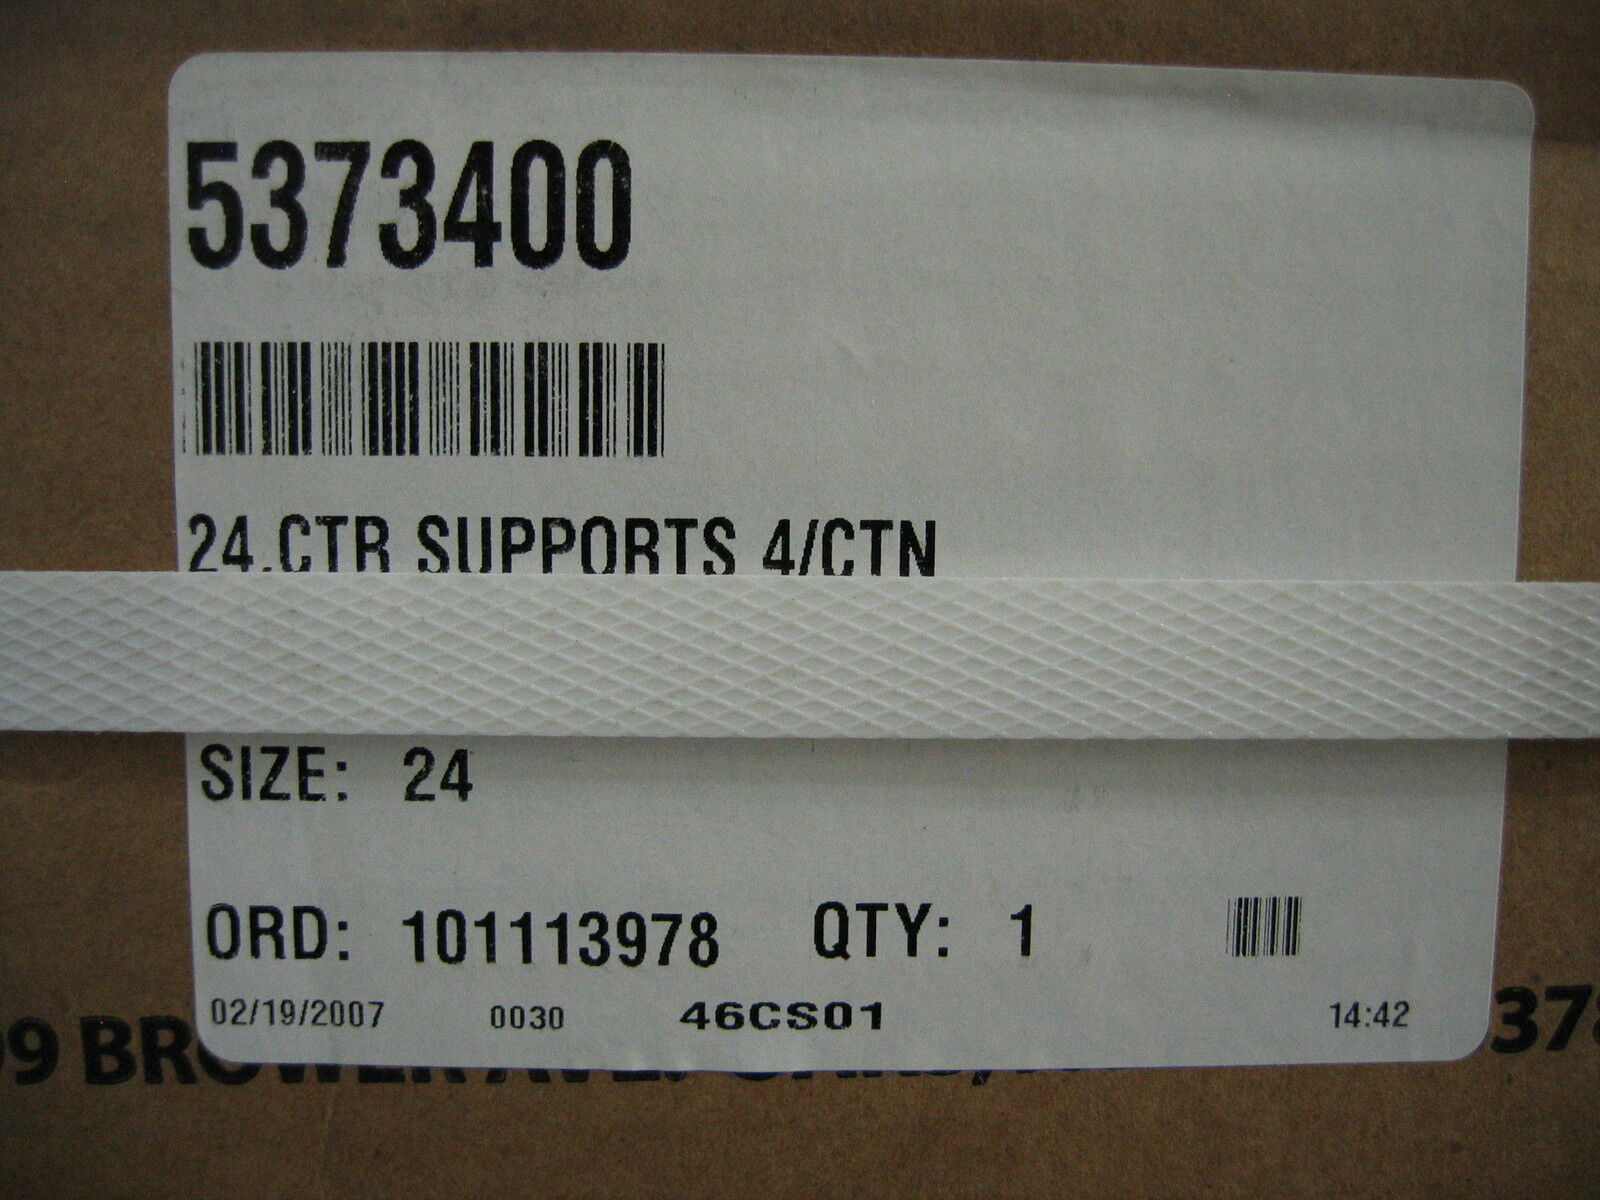 5373400
24.CTR SUPPORTS 4/CTN
SIZE: 24
ORD: 101113978 QTY: 1
02/19/2007 0030 46CS01 14:42